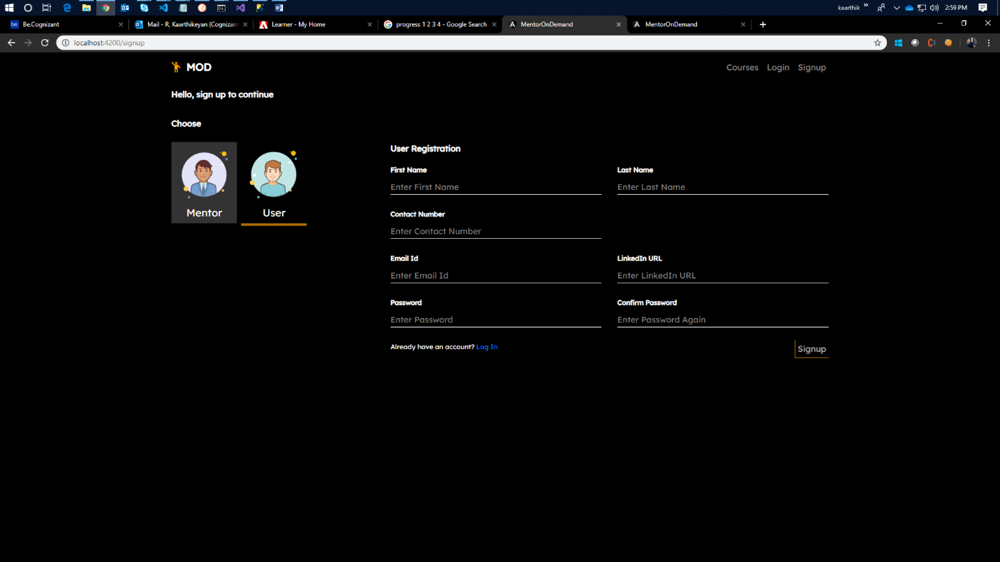 kaarthik » 2:59 PM
Be.Cognizant Mail - R, Kaarthikeyan (Cognizant Learner - My Home progress 1 2 3 4 - Google Search MentorOnDemand MentorOnDemand
localhost:4200/signup
MOD Courses Login Signup
Hello, sign up to continue
Choose
Mentor User
User Registration
First Name Last Name
Enter First Name Enter Last Name
Contact Number
Enter Contact Number
Email Id LinkedIn URL
Enter Email Id Enter LinkedIn URL
Password Confirm Password
Enter Password Enter Password Again
Already have an account? Log In Signup